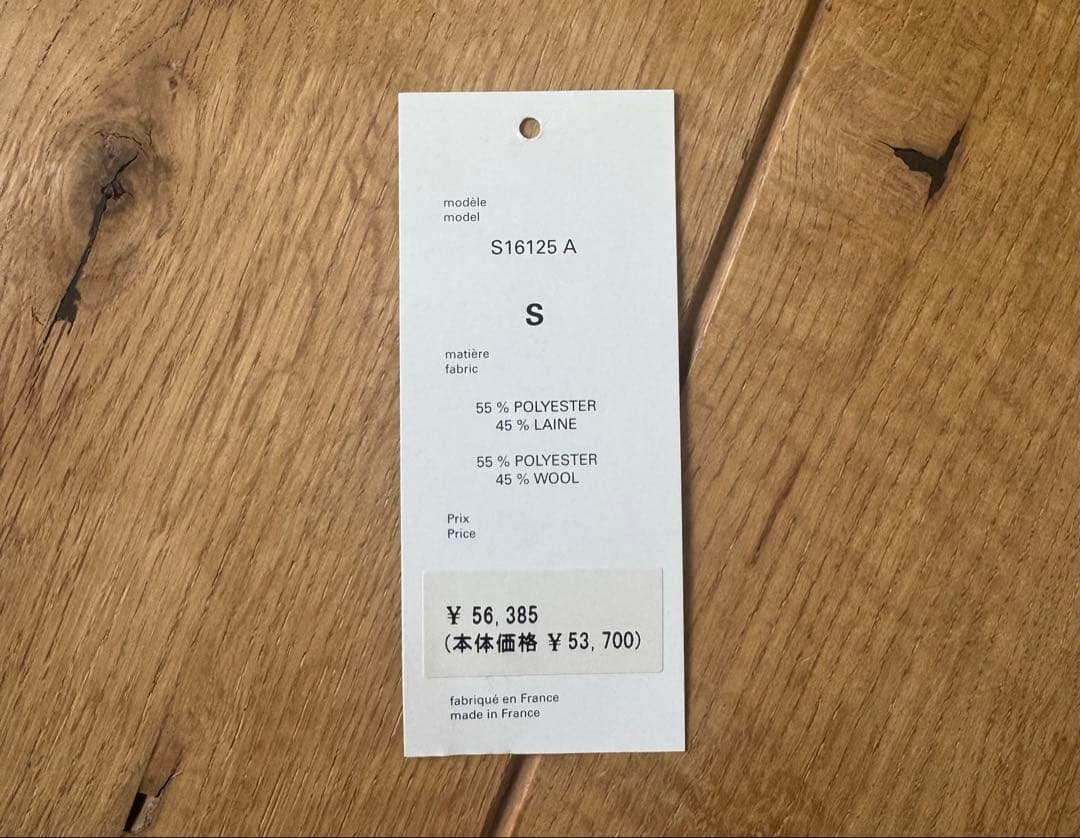 modèle
model
S16125 A
S
matière
fabric
55 % POLYESTER
45 % LAINE
55 % POLYESTER
45 % WOOL
Prix
Price
¥ 56,385
(本体価格 ¥53,700)
fabriqué en France
made in France